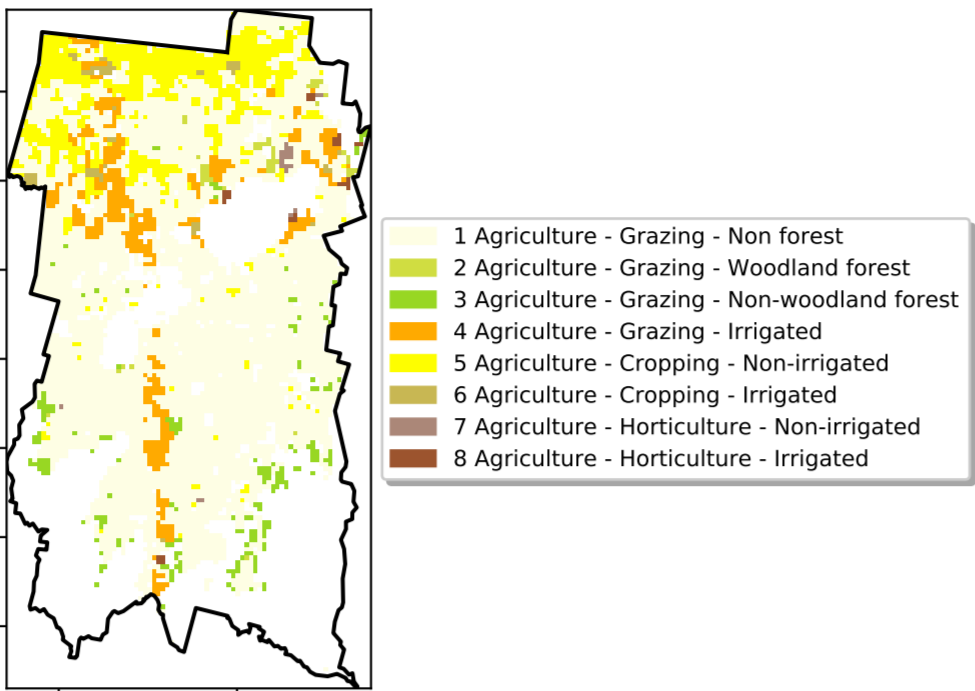 1 Agriculture - Grazing - Non forest
2 Agriculture - Grazing - Woodland forest
3 Agriculture - Grazing - Non-woodland forest
4 Agriculture - Grazing - Irrigated
5 Agriculture - Cropping - Non-irrigated
6 Agriculture - Cropping - Irrigated
7 Agriculture - Horticulture - Non-irrigated
8 Agriculture - Horticulture - Irrigated